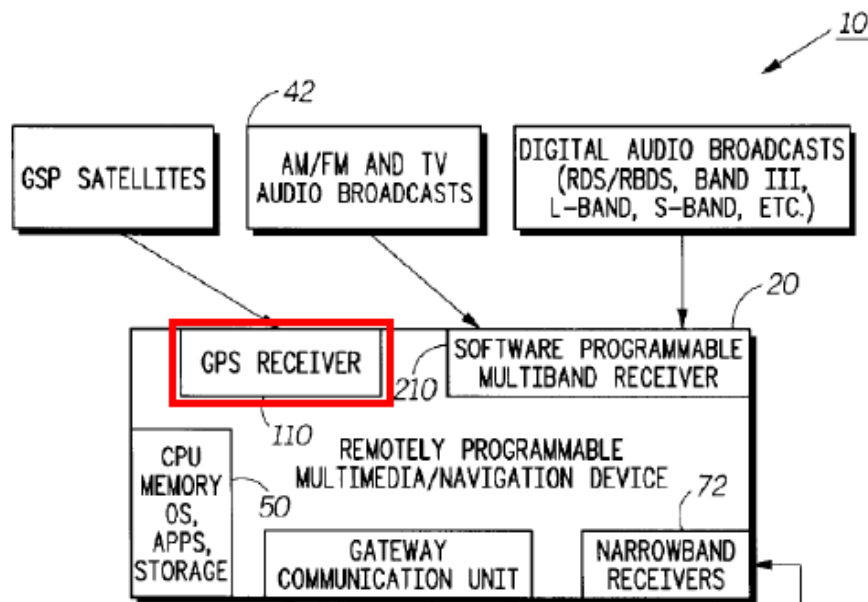 10
42
GSP SATELLITES
AM/FM AND TV
AUDIO BROADCASTS
DIGITAL AUDIO BROADCASTS
(RDS/RBDS, BAND III,
L-BAND, S-BAND, ETC.)
20
GPS RECEIVER
210
SOFTWARE PROGRAMMABLE
MULTIBAND RECEIVER
110
REMOTELY PROGRAMMABLE
MULTIMEDIA/NAVIGATION DEVICE
CPU
MEMORY
OS,
APPS,
STORAGE
50
72
GATEWAY
COMMUNICATION UNIT
NARROWBAND
RECEIVERS